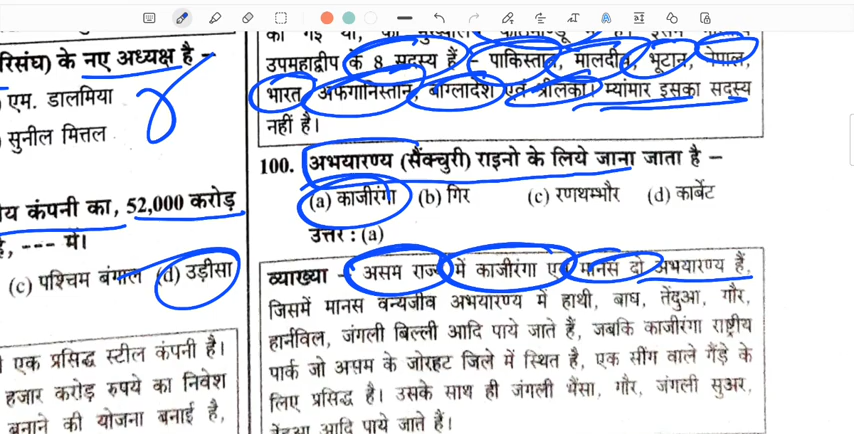 रिसंघ) के नए अध्यक्ष है –
एम. डालमिया
सुनील मित्तल
य कंपनी का, 52,000 करोड़
है, --- में।
(c) पश्चिम बंगाल (d) उड़ीसा
एक प्रसिद्ध स्टील कंपनी है।
हजार करोड़ रुपये का निवेश
बनाने की योजना बनाई है,
उपमहाद्वीप के 8 सदस्य हैं – पाकिस्तान, मालदीव, भूटान, नेपाल,
भारत, अफगानिस्तान, बांग्लादेश एवं श्रीलंका। म्यांमार इसका सदस्य
नहीं है।
100. अभयारण्य (सैंक्चुरी) राइनो के लिये जाना जाता है –
(a) काजीरंगा (b) गिर (c) रणथम्भौर (d) कार्बेट
उत्तर : (a)
व्याख्या - असम राज्य में काजीरंगा एवं मानस दो अभयारण्य हैं,
जिसमें मानस वन्यजीव अभयारण्य में हाथी, बाघ, तेंदुआ, गौर,
हार्नविल, जंगली बिल्ली आदि पाये जाते हैं, जबकि काजीरंगा राष्ट्रीय
पार्क जो असम के जोरहट जिले में स्थित है, एक सींग वाले गैंडे के
लिए प्रसिद्ध है। उसके साथ ही जंगली भैंसा, गौर, जंगली सुअर,
तेंदुआ आदि पाये जाते हैं।